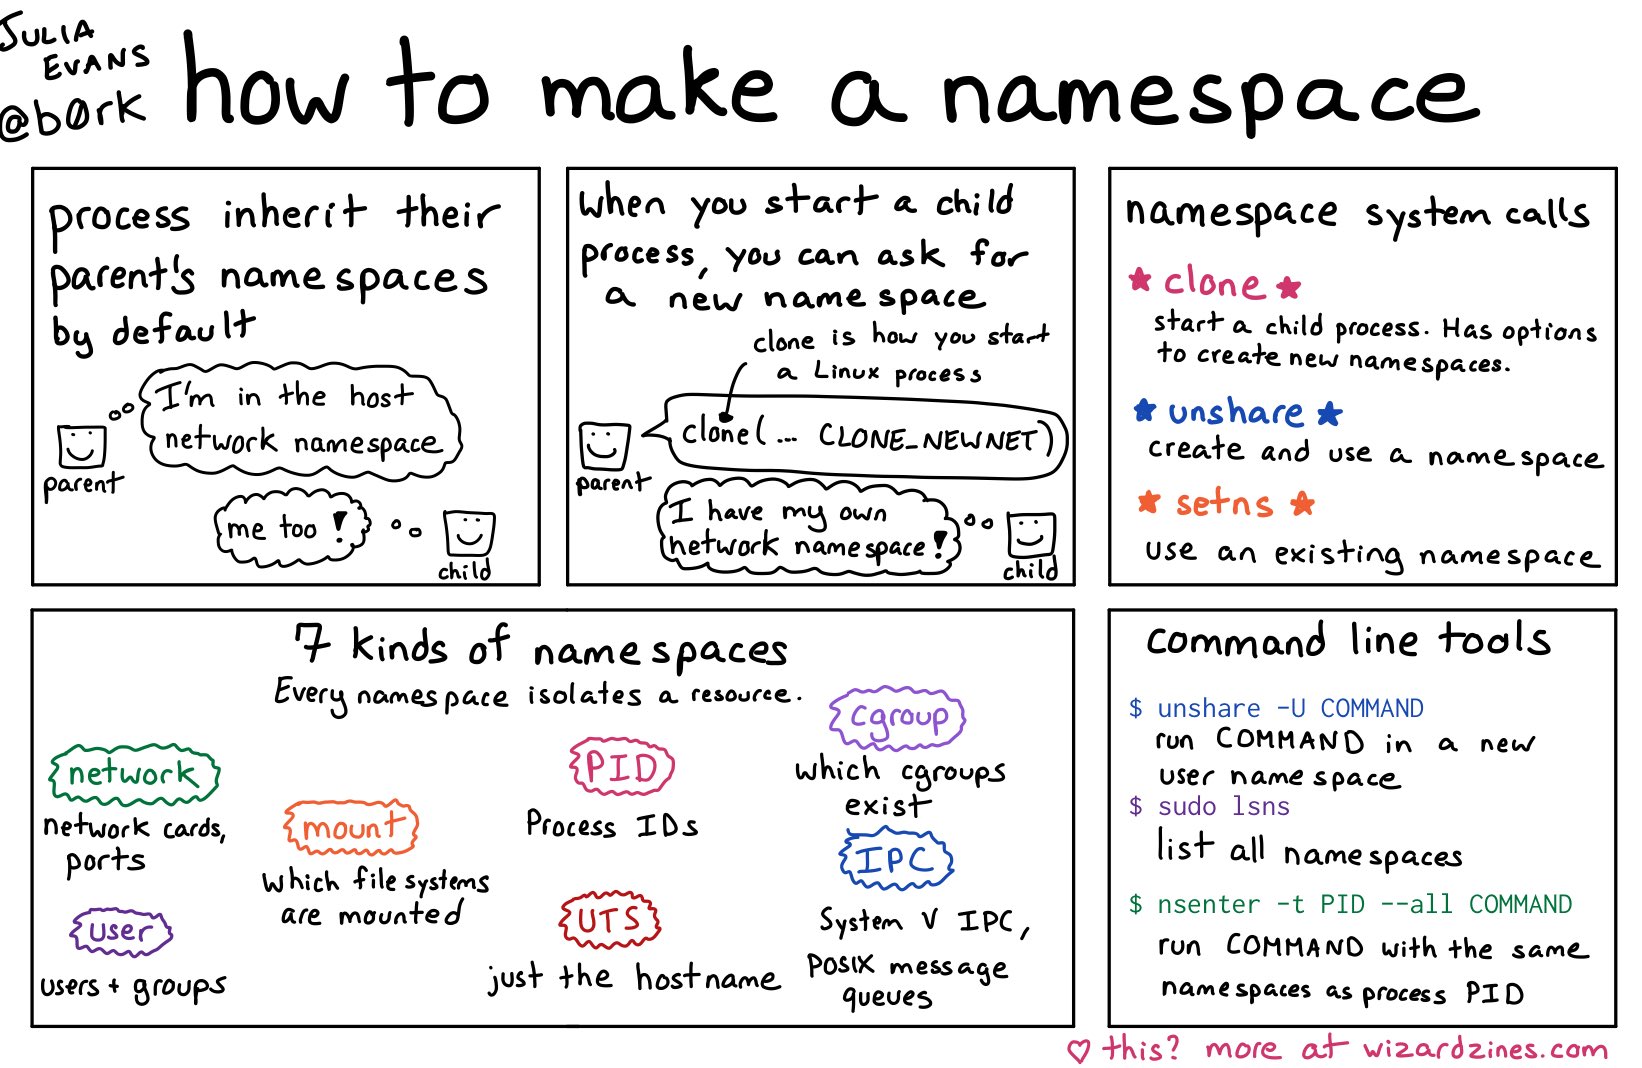 JULIA
EVANS
@b0rk
how to make a namespace
process inherit their
parent's namespaces
by default
I'm in the host
network namespace
parent
me too!
child
when you start a child
process, you can ask for
a new namespace
clone is how you start
a Linux process
clone(... CLONE_NEWNET)
parent
I have my own
network namespace!
child
namespace system calls
★ clone ★
start a child process. Has options
to create new namespaces.
★ unshare ★
create and use a namespace
★ setns ★
use an existing namespace
7 kinds of namespaces
Every namespace isolates a resource.
network
network cards,
ports
user
users + groups
mount
which file systems
are mounted
PID
Process IDs
UTS
just the hostname
cgroup
which cgroups
exist
IPC
System V IPC,
POSIX message
queues
command line tools
$ unshare -U COMMAND
run COMMAND in a new
user namespace
$ sudo lsns
list all namespaces
$ nsenter -t PID --all COMMAND
run COMMAND with the same
namespaces as process PID
♡ this? more at wizardzines.com